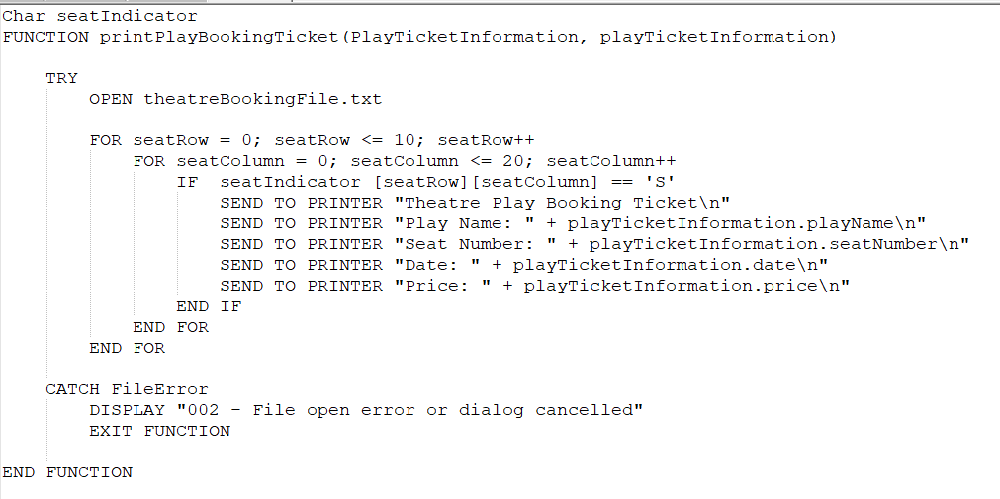 Char seatIndicator
FUNCTION printPlayBookingTicket(PlayTicketInformation, playTicketInformation)
TRY
OPEN theatreBookingFile.txt
FOR seatRow = 0; seatRow <= 10; seatRow++
FOR seatColumn = 0; seatColumn <= 20; seatColumn++
IF  seatIndicator [seatRow][seatColumn] == 'S'
SEND TO PRINTER "Theatre Play Booking Ticket\n"
SEND TO PRINTER "Play Name: " + playTicketInformation.playName\n"
SEND TO PRINTER "Seat Number: " + playTicketInformation.seatNumber\n"
SEND TO PRINTER "Date: " + playTicketInformation.date\n"
SEND TO PRINTER "Price: " + playTicketInformation.price\n"
END IF
END FOR
END FOR
CATCH FileError
DISPLAY "002 - File open error or dialog cancelled"
EXIT FUNCTION
END FUNCTION